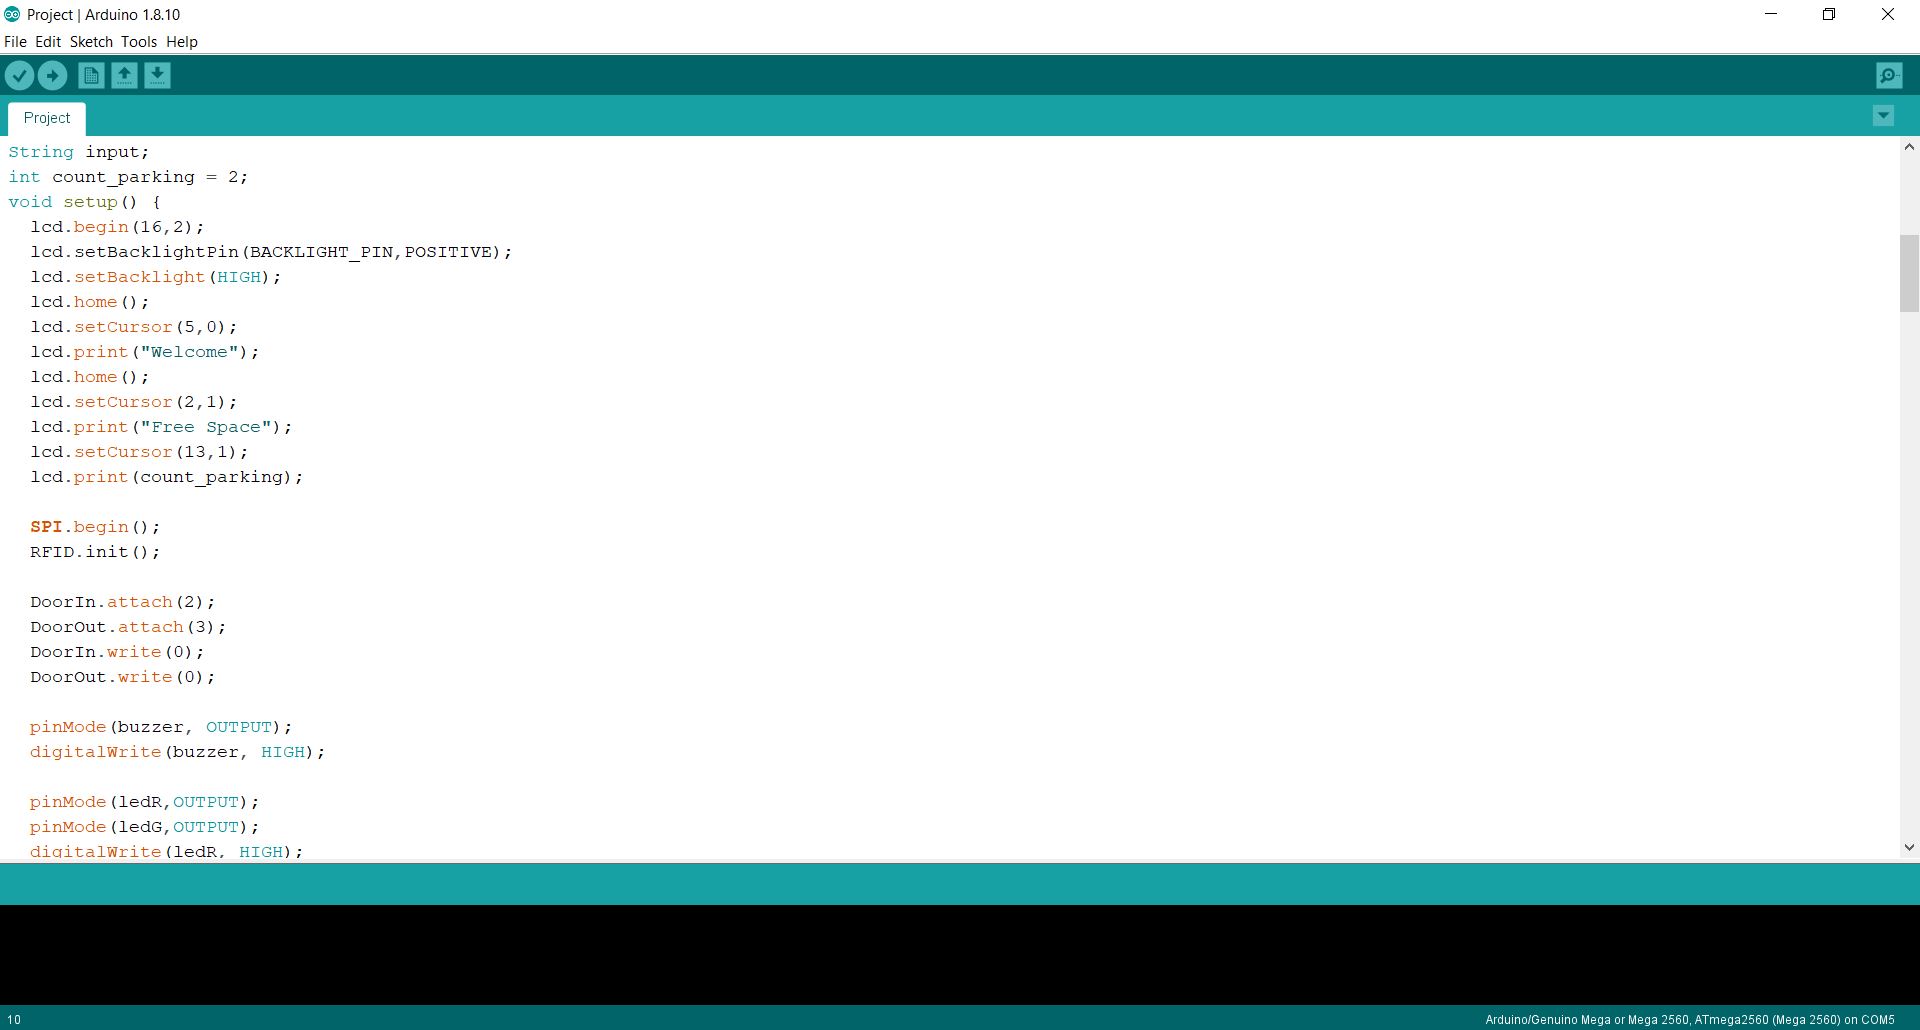 Project | Arduino 1.8.10
File Edit Sketch Tools Help
Project
String input;
int count_parking = 2;
void setup() {
  lcd.begin(16,2);
  lcd.setBacklightPin(BACKLIGHT_PIN,POSITIVE);
  lcd.setBacklight(HIGH);
  lcd.home();
  lcd.setCursor(5,0);
  lcd.print("Welcome");
  lcd.home();
  lcd.setCursor(2,1);
  lcd.print("Free Space");
  lcd.setCursor(13,1);
  lcd.print(count_parking);
  SPI.begin();
  RFID.init();
  DoorIn.attach(2);
  DoorOut.attach(3);
  DoorIn.write(0);
  DoorOut.write(0);
  pinMode(buzzer, OUTPUT);
  digitalWrite(buzzer, HIGH);
  pinMode(ledR,OUTPUT);
  pinMode(ledG,OUTPUT);
  digitalWrite(ledR, HIGH);
10
Arduino/Genuino Mega or Mega 2560, ATmega2560 (Mega 2560) on COM5